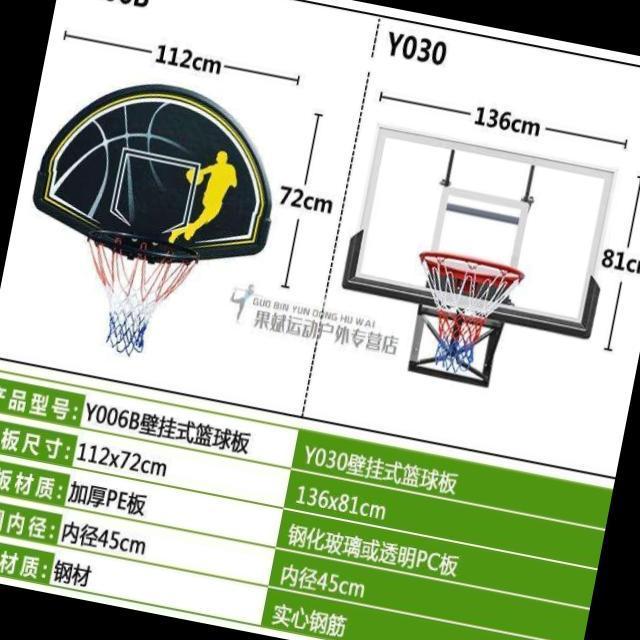 Y030
112cm
136cm
72cm
81c
GUO BIN YUN DONG HU WAI
果斌运动户外专营店
产品型号: Y006B壁挂式篮球板 Y030壁挂式篮球板
板尺寸: 112x72cm 136x81cm
板材质: 加厚PE板 钢化玻璃或透明PC板
内径: 内径45cm 内径45cm
材质: 钢材 实心钢筋